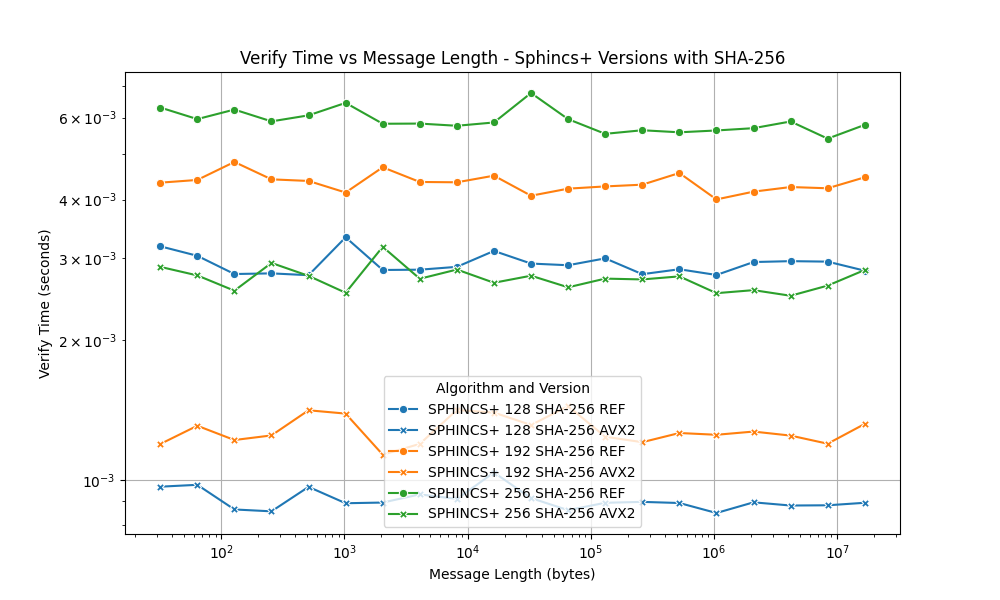 Verify Time vs Message Length - Sphincs+ Versions with SHA-256
Verify Time (seconds)
6 × 10⁻³
4 × 10⁻³
3 × 10⁻³
2 × 10⁻³
10⁻³
Algorithm and Version
SPHINCS+ 128 SHA-256 REF
SPHINCS+ 128 SHA-256 AVX2
SPHINCS+ 192 SHA-256 REF
SPHINCS+ 192 SHA-256 AVX2
SPHINCS+ 256 SHA-256 REF
SPHINCS+ 256 SHA-256 AVX2
10² 10³ 10⁴ 10⁵ 10⁶ 10⁷
Message Length (bytes)